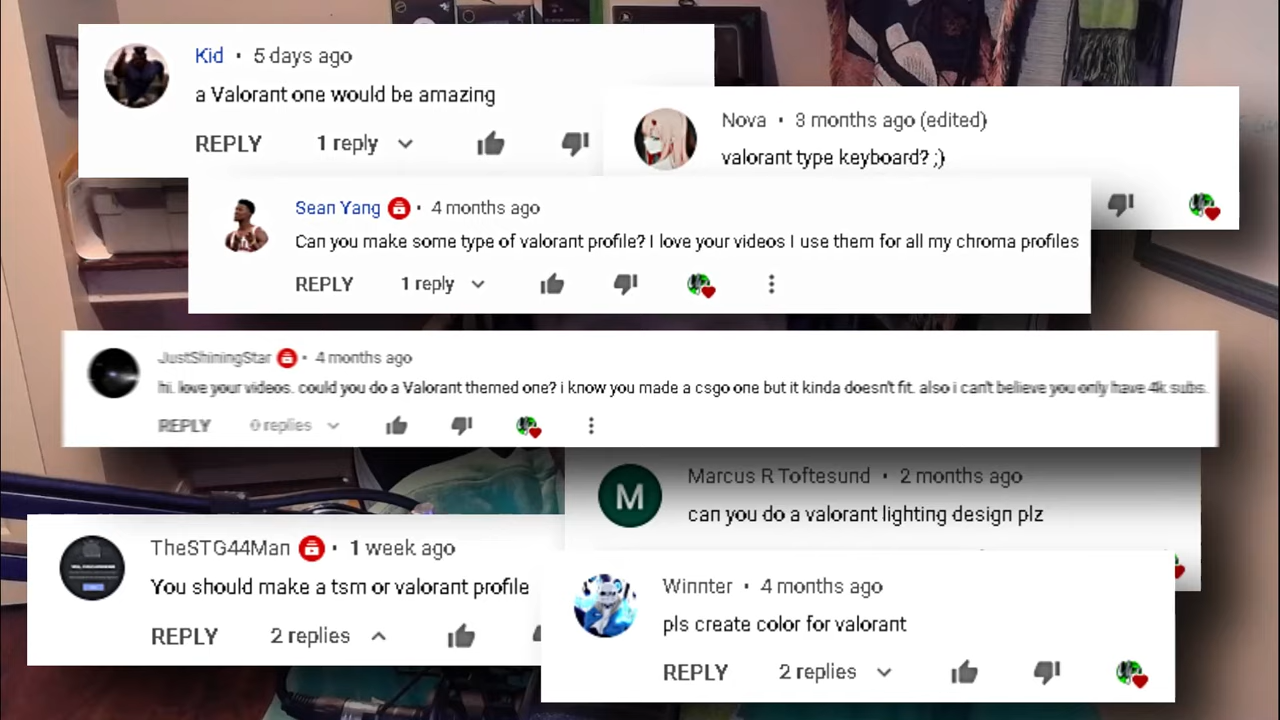 Kid • 5 days ago
a Valorant one would be amazing
REPLY 1 reply
Nova • 3 months ago (edited)
valorant type keyboard? ;)
Sean Yang • 4 months ago
Can you make some type of valorant profile? I love your videos I use them for all my chroma profiles
REPLY 1 reply
JustShiningStar • 4 months ago
hi. love your videos. could you do a Valorant themed one? i know you made a csgo one but it kinda doesn't fit. also i can't believe you only have 4k subs.
REPLY 0 replies
M
Marcus R Toftesund • 2 months ago
can you do a valorant lighting design plz
TheSTG44Man • 1 week ago
You should make a tsm or valorant profile
REPLY 2 replies
Winnter • 4 months ago
pls create color for valorant
REPLY 2 replies